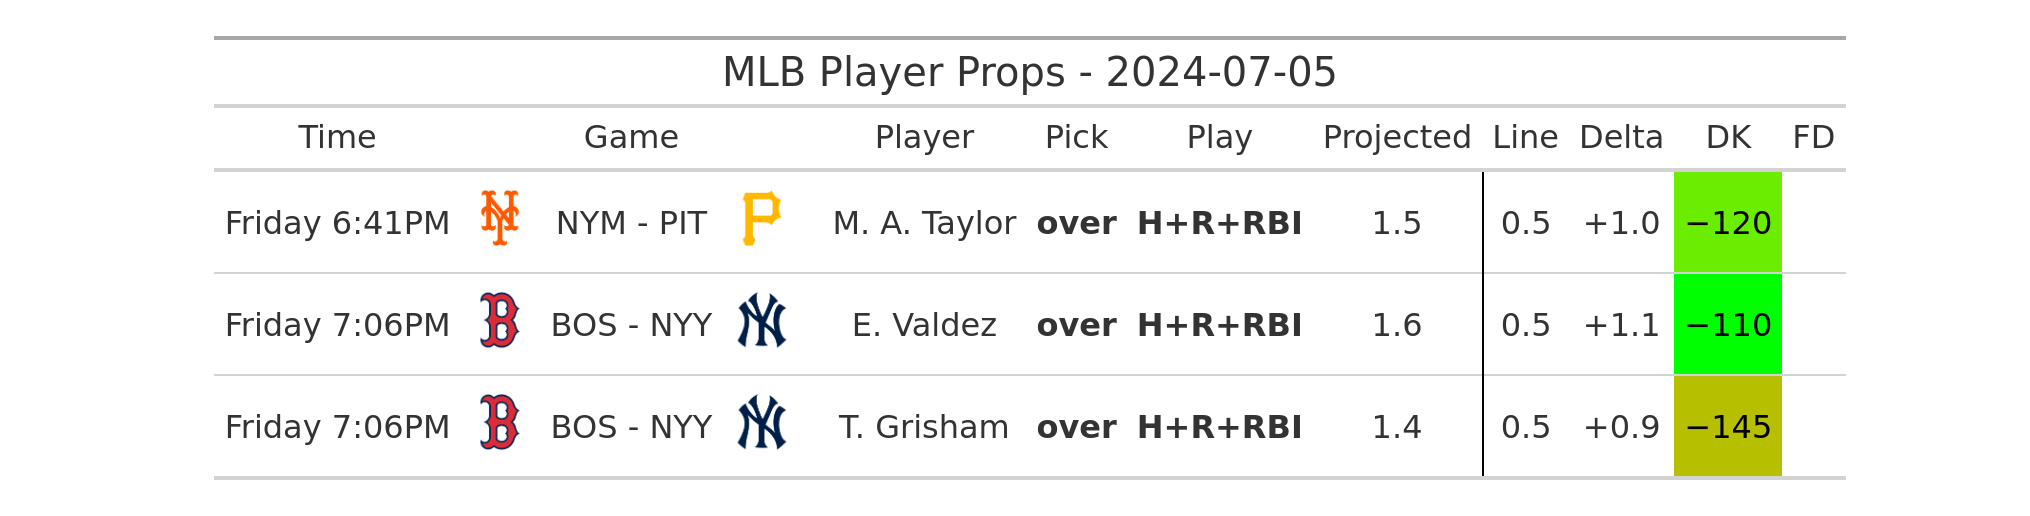 MLB Player Props - 2024-07-05
Time Game Player Pick Play Projected Line Delta DK FD
Friday 6:41PM NYM - PIT M. A. Taylor over H+R+RBI 1.5 0.5 +1.0 −120
Friday 7:06PM BOS - NYY E. Valdez over H+R+RBI 1.6 0.5 +1.1 −110
Friday 7:06PM BOS - NYY T. Grisham over H+R+RBI 1.4 0.5 +0.9 −145